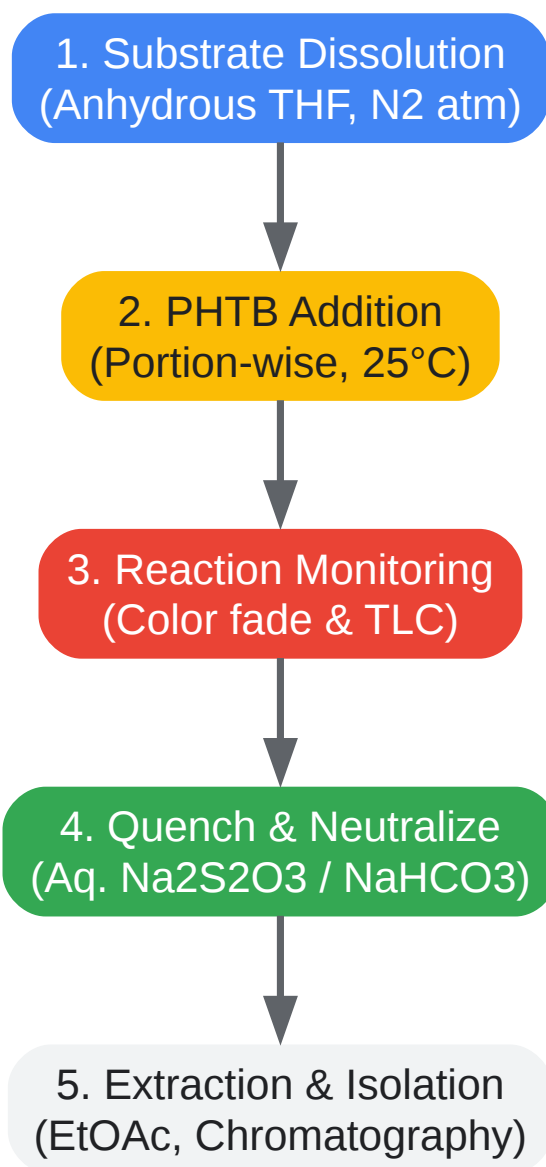 1. Substrate Dissolution
(Anhydrous THF, N2 atm)
2. PHTB Addition
(Portion-wise, 25°C)
3. Reaction Monitoring
(Color fade & TLC)
4. Quench & Neutralize
(Aq. Na2S2O3 / NaHCO3)
5. Extraction & Isolation
(EtOAc, Chromatography)